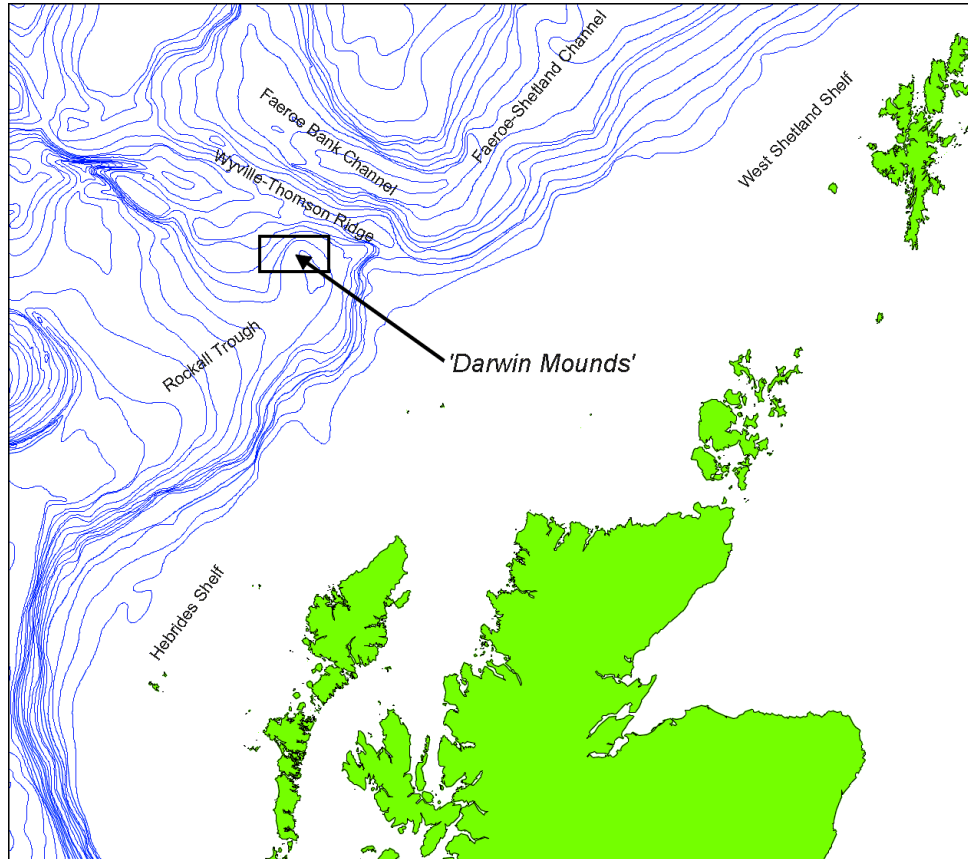 Faeroe-Shetland Channel
West Shetland Shelf
Faeroe Bank Channel
Wyville-Thomson Ridge
Rockall Trough
'Darwin Mounds'
Hebrides Shelf